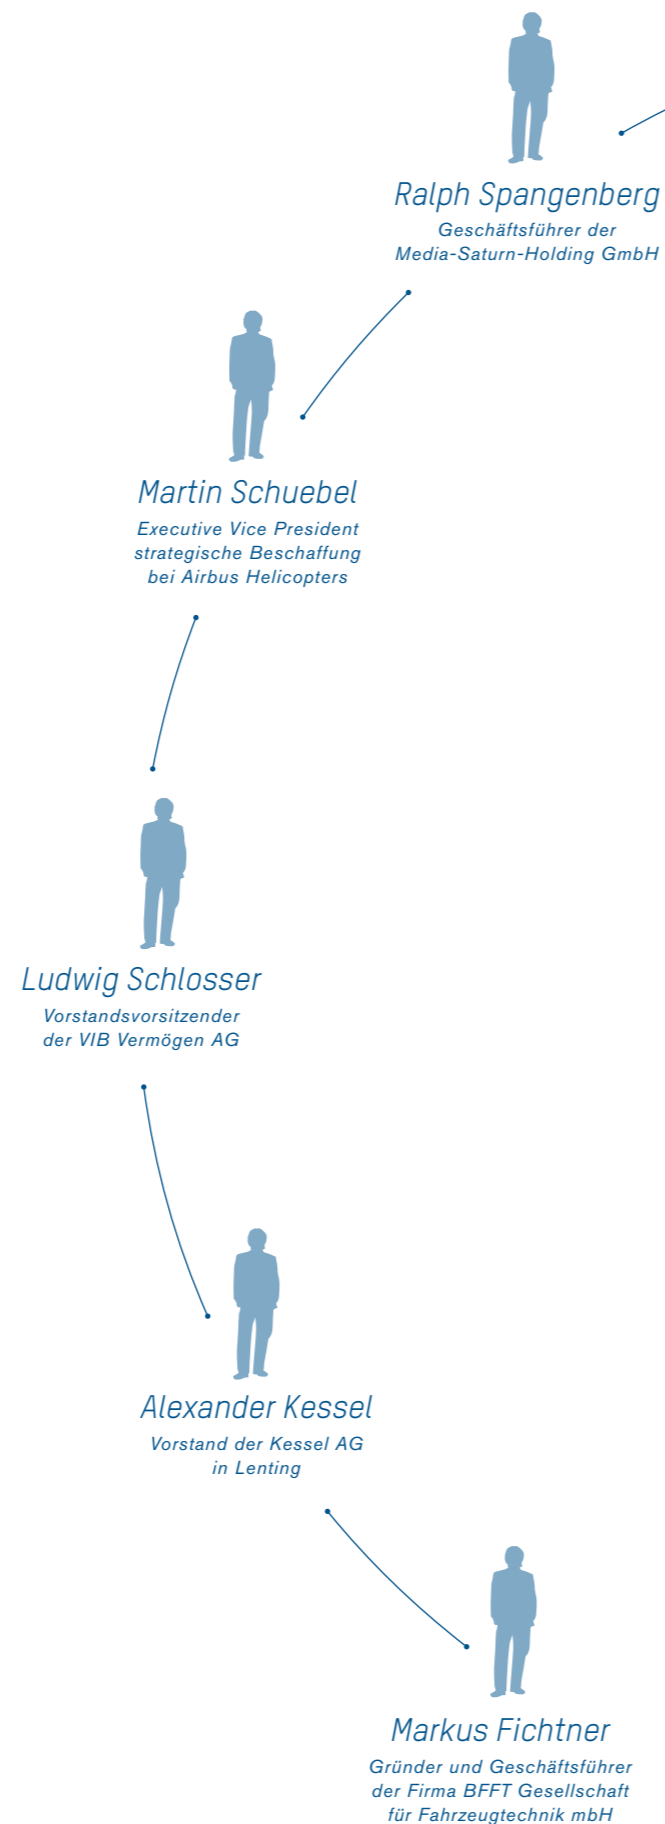 Ralph Spangenberg
Geschäftsführer der
Media-Saturn-Holding GmbH
Martin Schuebel
Executive Vice President
strategische Beschaffung
bei Airbus Helicopters
Ludwig Schlosser
Vorstandsvorsitzender
der VIB Vermögen AG
Alexander Kessel
Vorstand der Kessel AG
in Lenting
Markus Fichtner
Gründer und Geschäftsführer
der Firma BFFT Gesellschaft
für Fahrzeugtechnik mbH